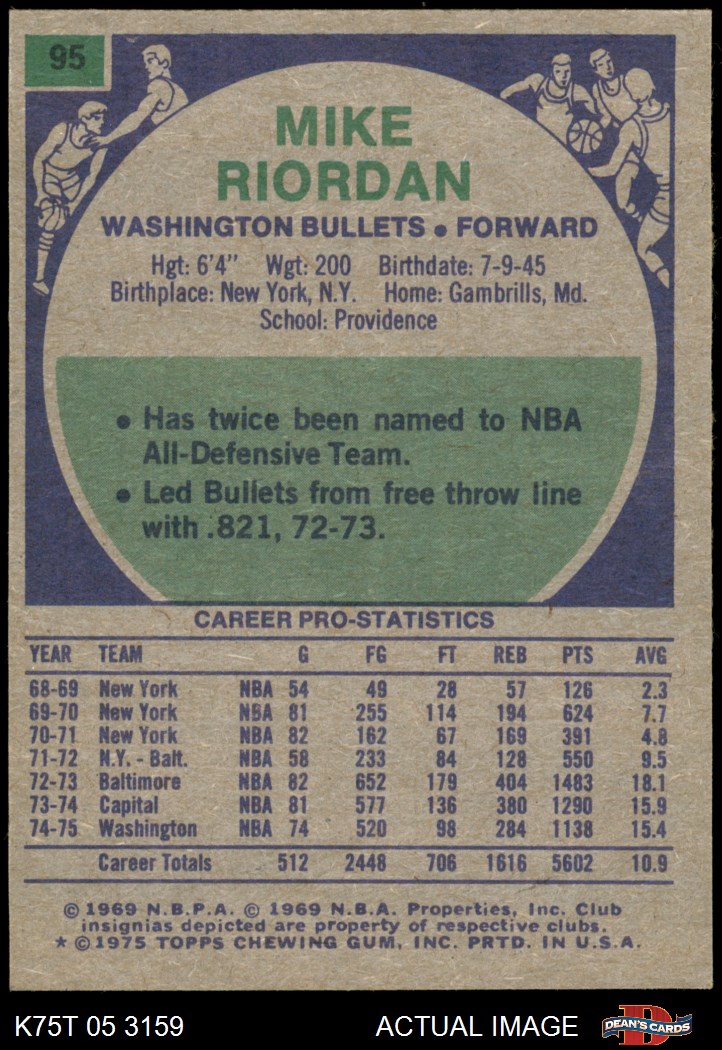 95
MIKE
RIORDAN
WASHINGTON BULLETS • FORWARD
Hgt: 6'4" Wgt: 200 Birthdate: 7-9-45
Birthplace: New York, N.Y. Home: Gambrills, Md.
School: Providence
• Has twice been named to NBA
All-Defensive Team.
• Led Bullets from free throw line
with .821, 72-73.
CAREER PRO-STATISTICS
YEAR TEAM G FG FT REB PTS AVG
68-69 New York NBA 54 49 28 57 126 2.3
69-70 New York NBA 81 255 114 194 624 7.7
70-71 New York NBA 82 162 67 169 391 4.8
71-72 N.Y. - Balt. NBA 58 233 84 128 550 9.5
72-73 Baltimore NBA 82 652 179 404 1483 18.1
73-74 Capital NBA 81 577 136 380 1290 15.9
74-75 Washington NBA 74 520 98 284 1138 15.4
Career Totals 512 2448 706 1616 5602 10.9
© 1969 N.B.P.A. © 1969 N.B.A. Properties, Inc. Club
insignias depicted are property of respective clubs.
* © 1975 TOPPS CHEWING GUM, INC. PRTD. IN U.S.A.
K75T 05 3159 ACTUAL IMAGE D DEAN'S CARDS